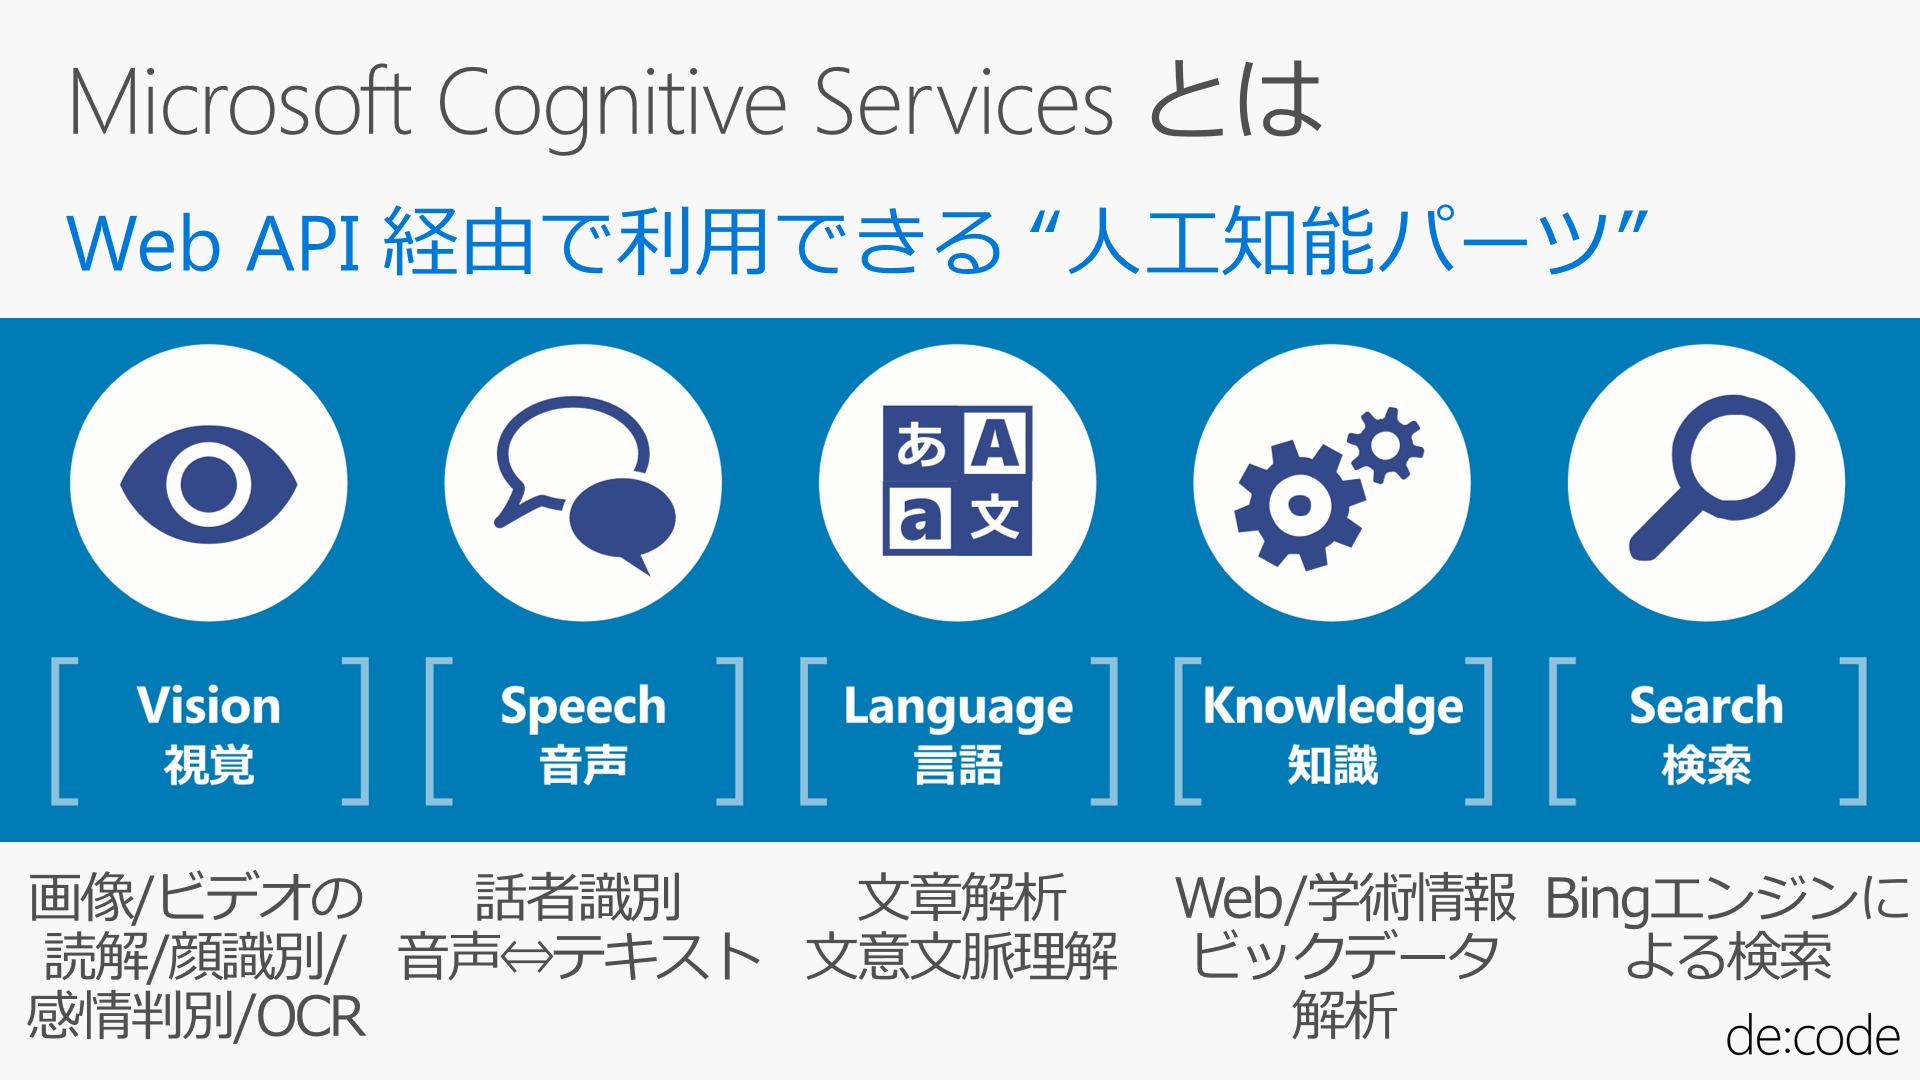 Microsoft Cognitive Services とは
Web API 経由で利用できる “人工知能パーツ”
あ A
a 文
Vision
視覚
Speech
音声
Language
言語
Knowledge
知識
Search
検索
画像/ビデオの
読解/顔識別/
感情判別/OCR
話者識別
音声⇔テキスト
文章解析
文意文脈理解
Web/学術情報
ビックデータ
解析
Bingエンジンに
よる検索
de:code